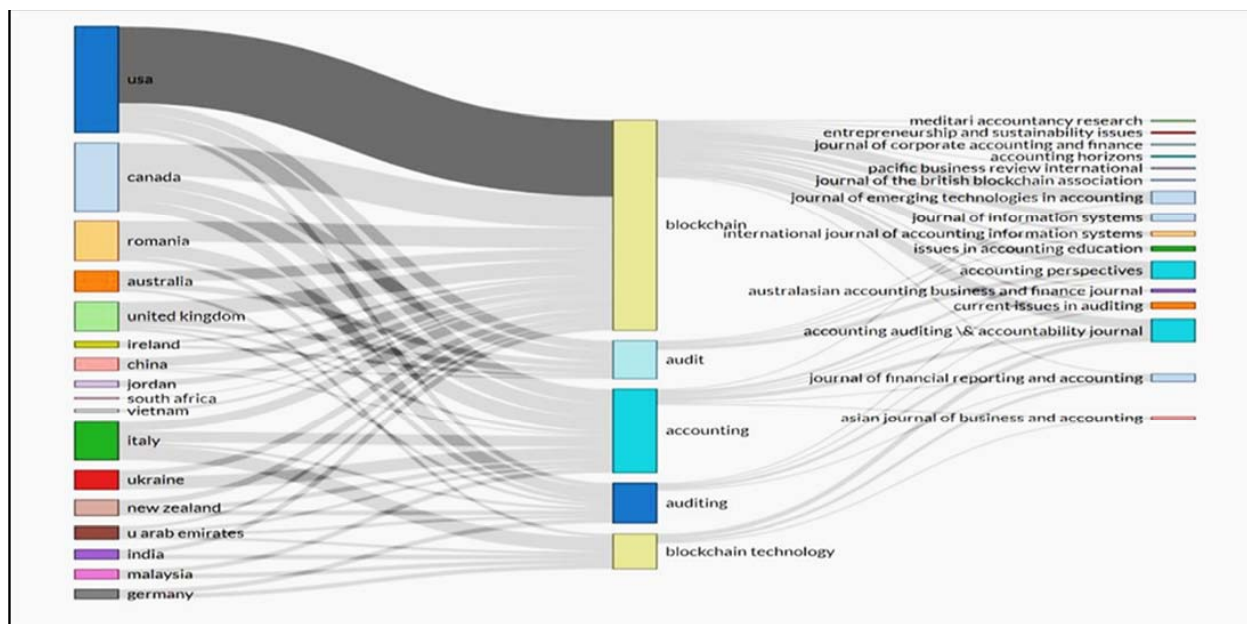 usa
canada
romania
australia
united kingdom
ireland
china
jordan
south africa
vietnam
italy
ukraine
new zealand
u arab emirates
india
malaysia
germany
blockchain
audit
accounting
auditing
blockchain technology
meditari accountancy research
entrepreneurship and sustainability issues
journal of corporate accounting and finance
accounting horizons
pacific business review international
journal of the british blockchain association
journal of emerging technologies in accounting
journal of information systems
international journal of accounting information systems
issues in accounting education
accounting perspectives
australasian accounting business and finance journal
current issues in auditing
accounting auditing \& accountability journal
journal of financial reporting and accounting
asian journal of business and accounting